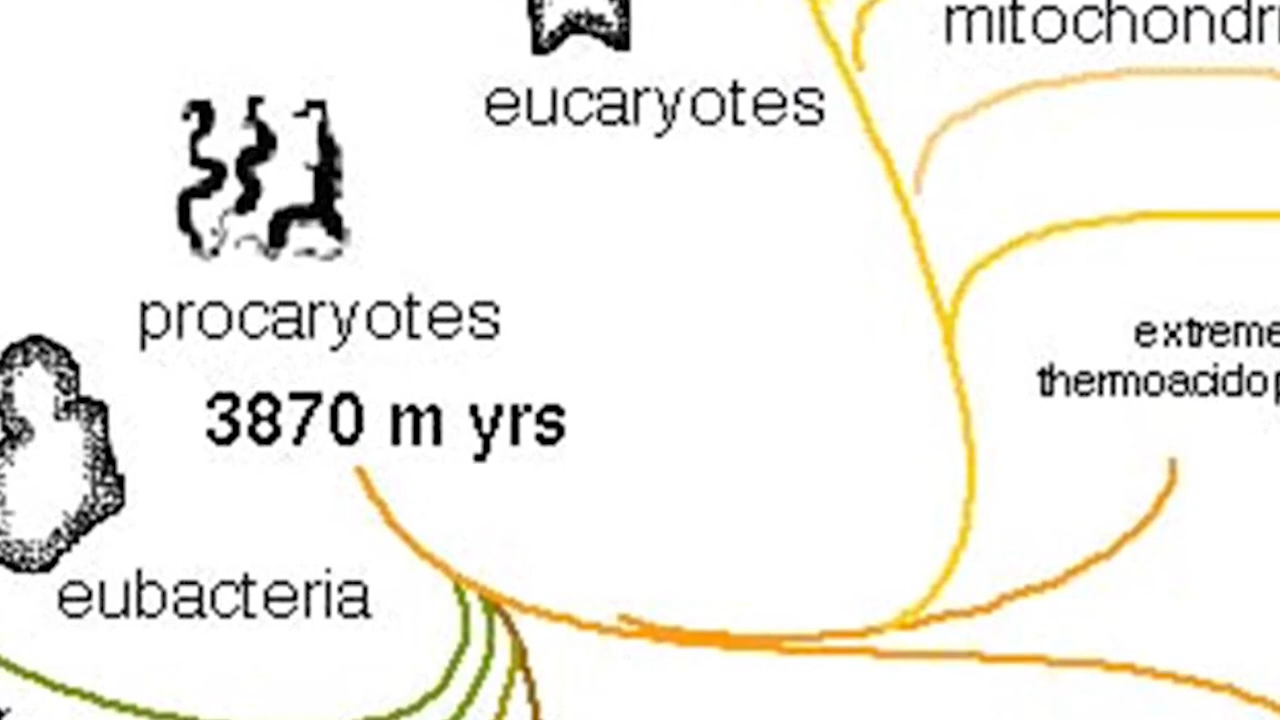 mitochondri
eucaryotes
procaryotes
extreme
thermoacidop
3870 m yrs
eubacteria